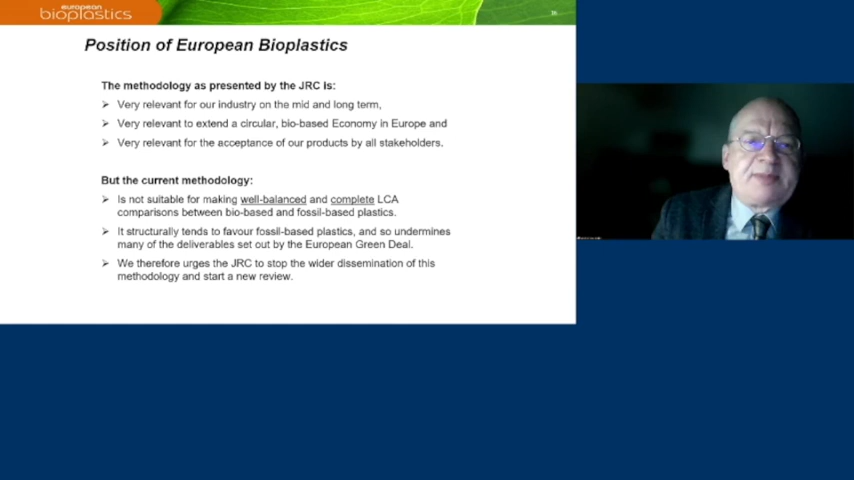 european
bioplastics
Position of European Bioplastics
The methodology as presented by the JRC is:
➢ Very relevant for our industry on the mid and long term,
➢ Very relevant to extend a circular, bio-based Economy in Europe and
➢ Very relevant for the acceptance of our products by all stakeholders.
But the current methodology:
➢ Is not suitable for making well-balanced and complete LCA
comparisons between bio-based and fossil-based plastics.
➢ It structurally tends to favour fossil-based plastics, and so undermines
many of the deliverables set out by the European Green Deal.
➢ We therefore urges the JRC to stop the wider dissemination of this
methodology and start a new review.